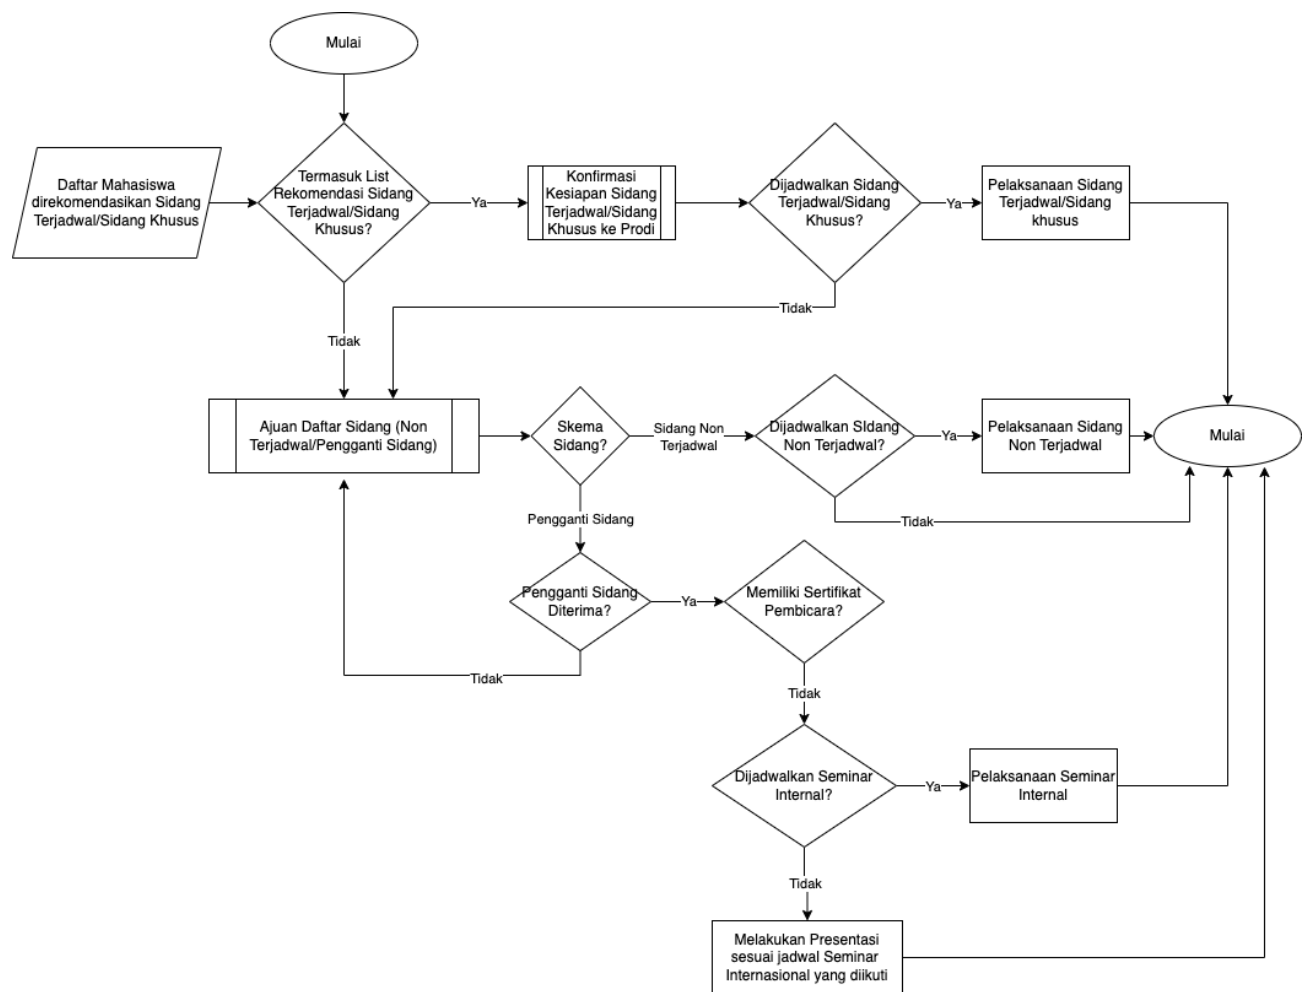 Mulai
Daftar Mahasiswa
direkomendasikan Sidang
Terjadwal/Sidang Khusus
Termasuk List
Rekomendasi Sidang
Terjadwal/Sidang
Khusus?
Ya
Konfirmasi
Kesiapan Sidang
Terjadwal/Sidang
Khusus ke Prodi
Dijadwalkan Sidang
Terjadwal/Sidang
Khusus?
Ya
Pelaksanaan Sidang
Terjadwal/Sidang
khusus
Tidak
Tidak
Ajuan Daftar Sidang (Non
Terjadwal/Pengganti Sidang)
Skema
Sidang?
Sidang Non
Terjadwal
Dijadwalkan SIdang
Non Terjadwal?
Ya
Pelaksanaan Sidang
Non Terjadwal
Mulai
Pengganti Sidang
Tidak
Pengganti Sidang
Diterima?
Ya
Memiliki Sertifikat
Pembicara?
Tidak
Tidak
Dijadwalkan Seminar
Internal?
Ya
Pelaksanaan Seminar
Internal
Tidak
Melakukan Presentasi
sesuai jadwal Seminar
Internasional yang diikuti